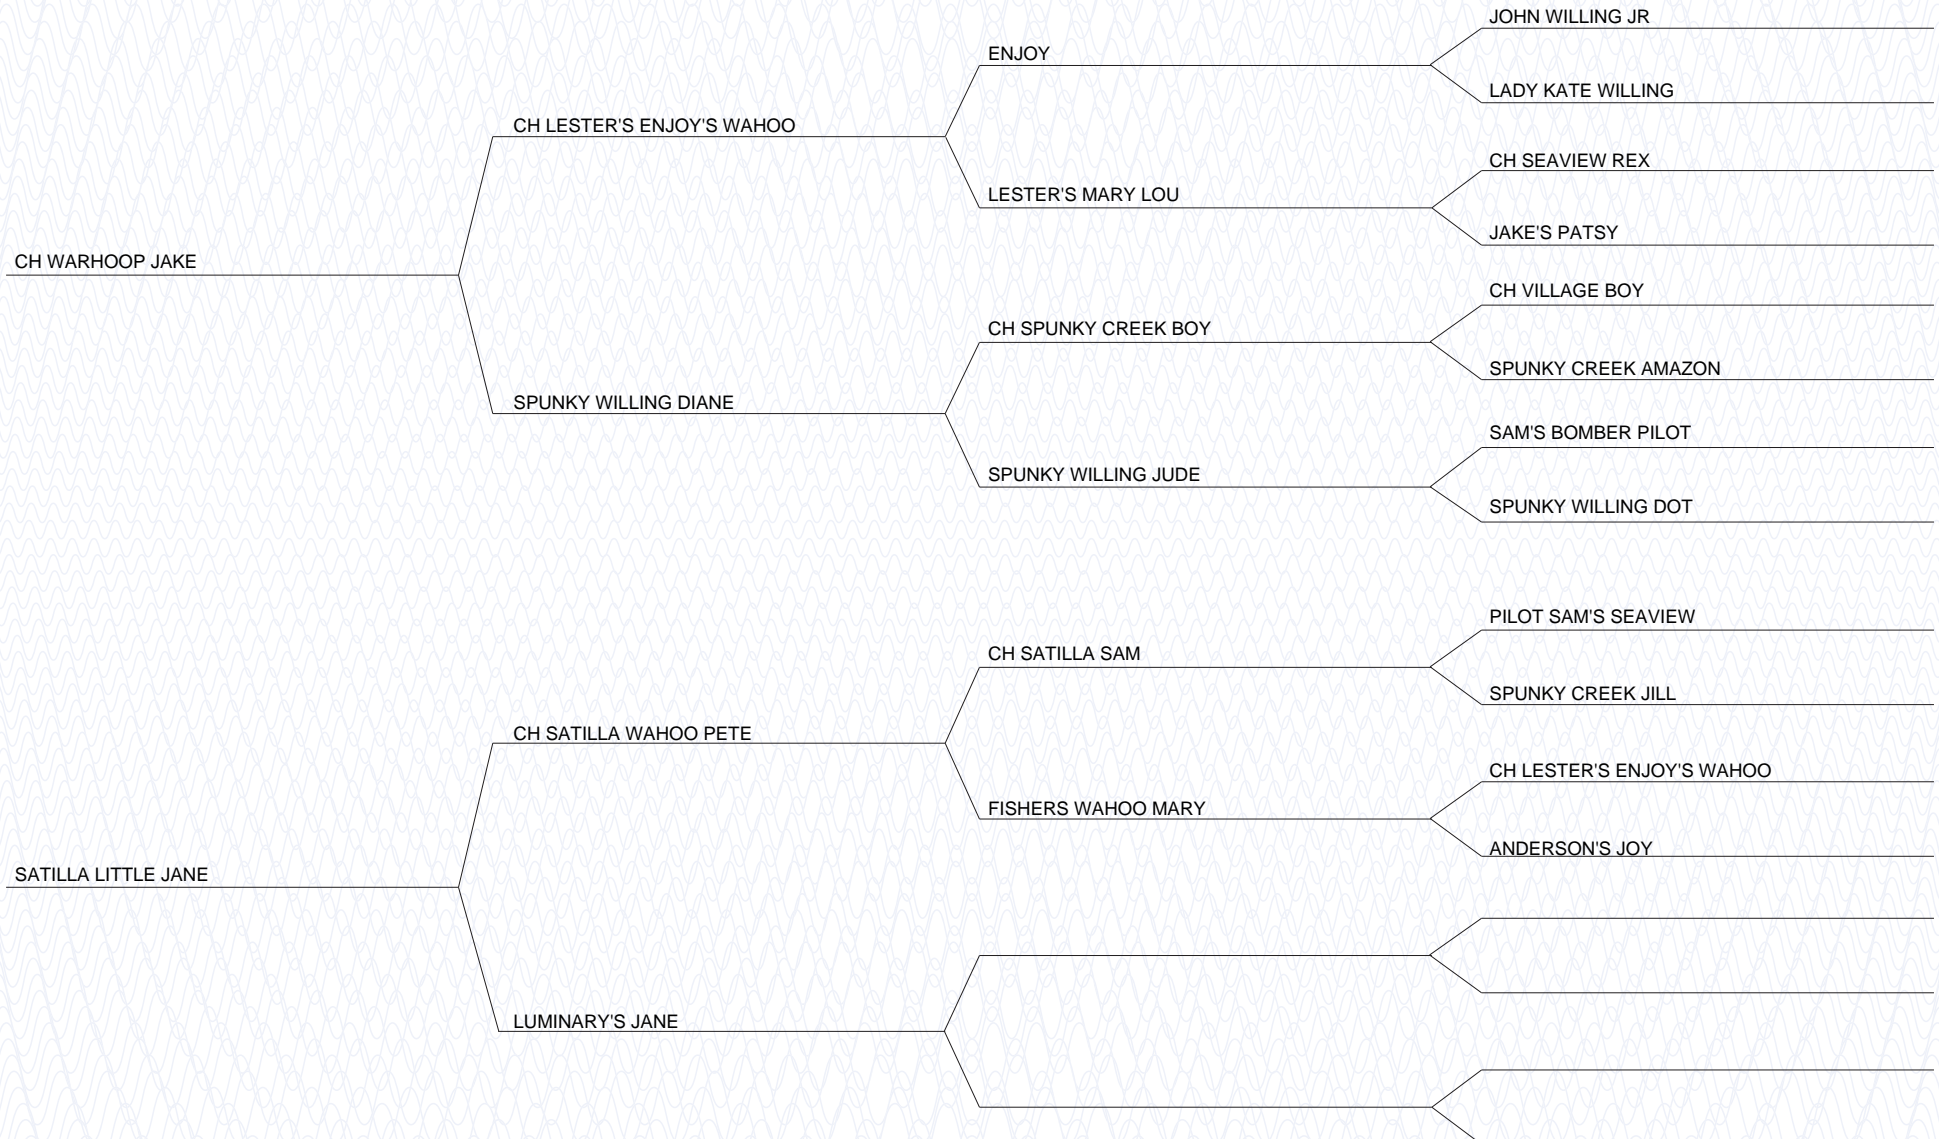 JOHN WILLING JR
ENJOY
LADY KATE WILLING
CH LESTER'S ENJOY'S WAHOO
CH SEAVIEW REX
LESTER'S MARY LOU
JAKE'S PATSY
CH WARHOOP JAKE
CH VILLAGE BOY
CH SPUNKY CREEK BOY
SPUNKY CREEK AMAZON
SPUNKY WILLING DIANE
SAM'S BOMBER PILOT
SPUNKY WILLING JUDE
SPUNKY WILLING DOT
PILOT SAM'S SEAVIEW
CH SATILLA SAM
SPUNKY CREEK JILL
CH SATILLA WAHOO PETE
CH LESTER'S ENJOY'S WAHOO
FISHERS WAHOO MARY
ANDERSON'S JOY
SATILLA LITTLE JANE
LUMINARY'S JANE